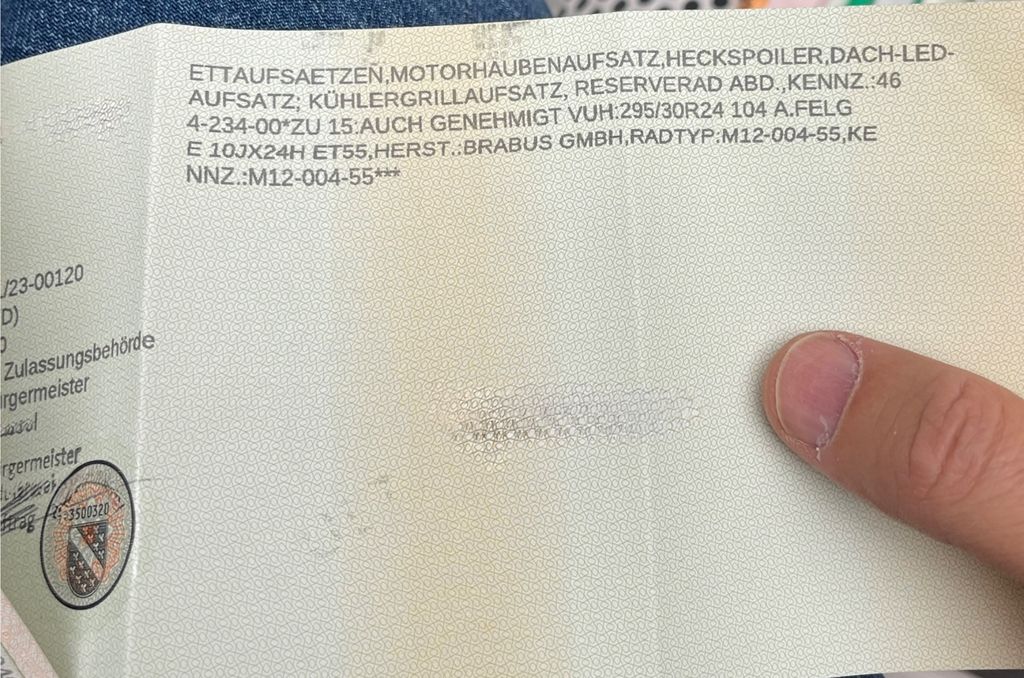 ETTAUFSAETZEN,MOTORHAUBENAUFSATZ,HECKSPOILER,DACH-LED-
AUFSATZ; KÜHLERGRILLAUFSATZ, RESERVERAD ABD.,KENNZ.:46
4-234-00*ZU 15:AUCH GENEHMIGT VUH:295/30R24 104 A.FELG
E 10JX24H ET55,HERST.:BRABUS GMBH,RADTYP:M12-004-55,KE
NNZ.:M12-004-55***
/23-00120
D)
Zulassungsbehörde
rgermeister
rgermeister
trag
3500320